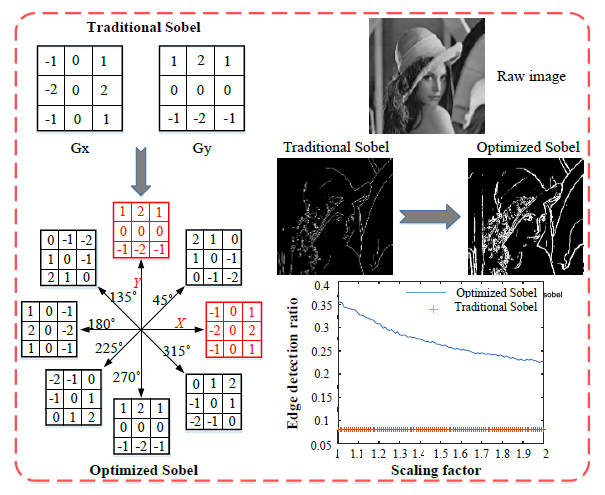 Traditional Sobel
-1 0 1
-2 0 2
-1 0 1
Gx
1 2 1
0 0 0
-1 -2 -1
Gy
Raw image
Traditional Sobel
Optimized Sobel
1 2 1
0 0 0
-1 -2 -1
0 -1 -2
1 0 -1
2 1 0
2 1 0
1 0 -1
0 -1 -2
Y
135°
45°
1 0 -1
2 0 -2
1 0 -1
180°
X
-1 0 1
-2 0 2
-1 0 1
225°
315°
-2 -1 0
-1 0 1
0 1 2
270°
0 1 2
-1 0 1
-2 -1 0
1 2 1
0 0 0
-1 -2 -1
Optimized Sobel
Edge detection ratio
0.4
0.35
0.3
0.25
0.2
0.15
0.1
0.05
Optimized Sobel
sobel
Traditional Sobel
1 1.1 1.2 1.3 1.4 1.5 1.6 1.7 1.8 1.9 2
Scaling factor